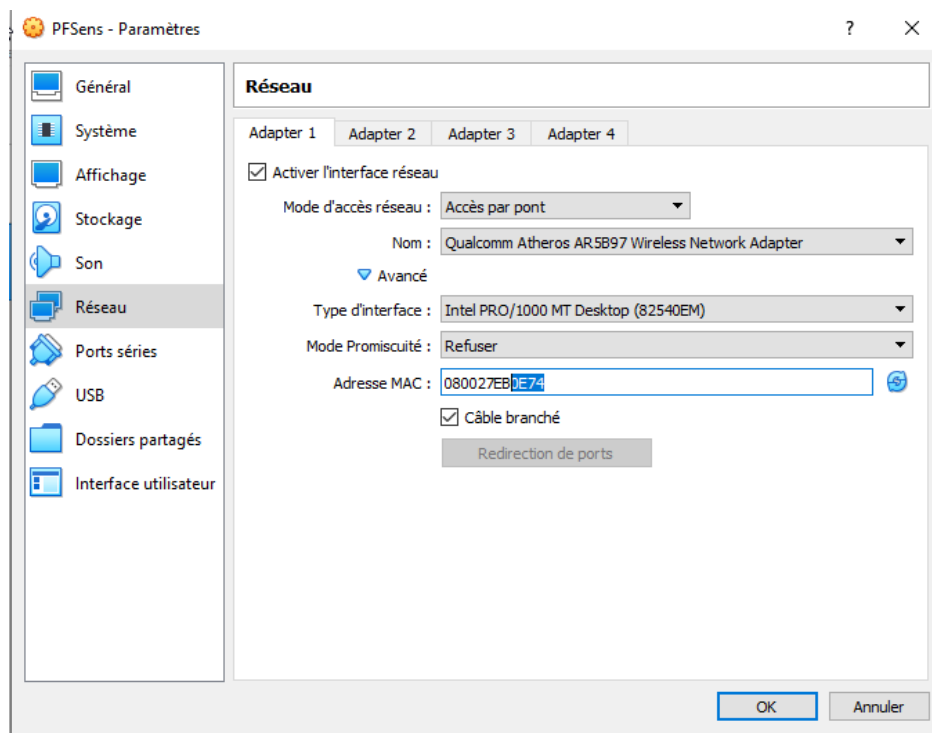 PFSens - Paramètres
?
Général
Système
Affichage
Stockage
Son
Réseau
Ports séries
USB
Dossiers partagés
Interface utilisateur
Réseau
Adapter 1 Adapter 2 Adapter 3 Adapter 4
Activer l'interface réseau
Mode d'accès réseau : Accès par pont
Nom : Qualcomm Atheros AR5B97 Wireless Network Adapter
Avancé
Type d'interface : Intel PRO/1000 MT Desktop (82540EM)
Mode Promiscuité : Refuser
Adresse MAC : 080027EB0E74
Câble branché
Redirection de ports
OK Annuler